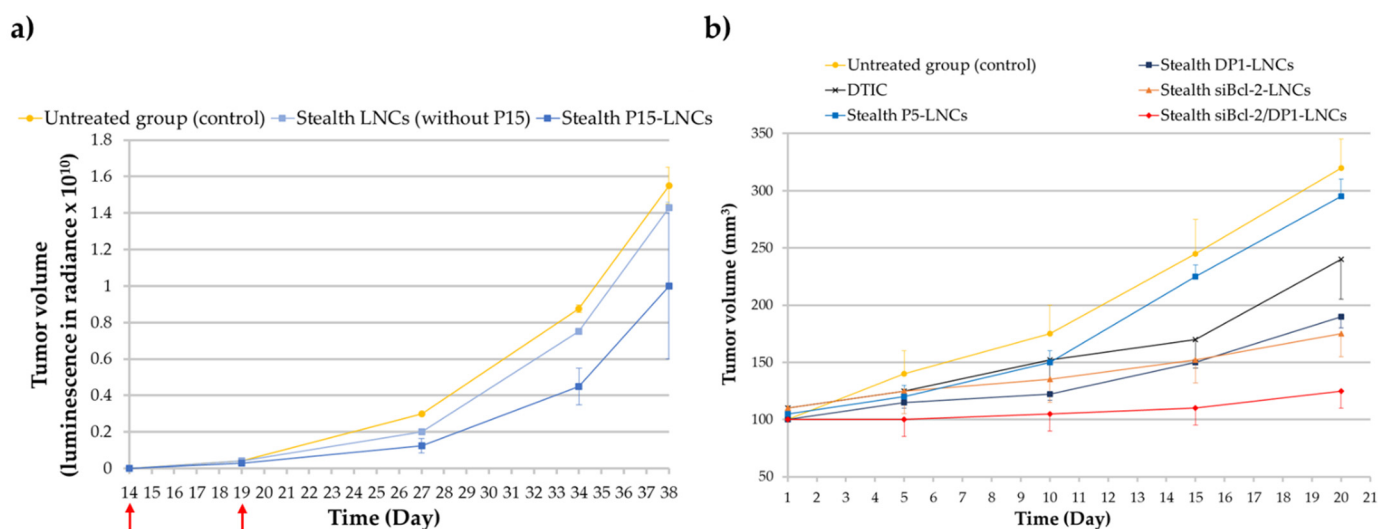 a)
Untreated group (control) Stealth LNCs (without P15) Stealth P15-LNCs
Tumor volume
(luminescence in radiance x 10¹⁰)
1.8
1.6
1.4
1.2
1
0.8
0.6
0.4
0.2
0
14 15 16 17 18 19 20 21 22 23 24 25 26 27 28 29 30 31 32 33 34 35 36 37 38
Time (Day)
b)
Untreated group (control) Stealth DP1-LNCs
DTIC Stealth siBcl-2-LNCs
Stealth P5-LNCs Stealth siBcl-2/DP1-LNCs
Tumor volume (mm³)
350
300
250
200
150
100
50
1 2 3 4 5 6 7 8 9 10 11 12 13 14 15 16 17 18 19 20 21
Time (Day)